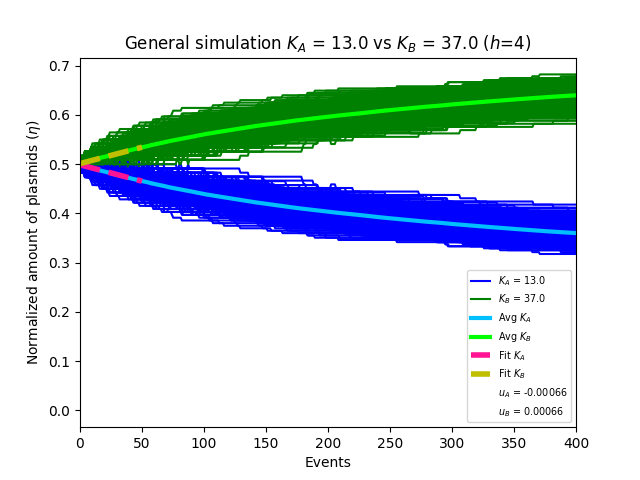 General simulation K_A = 13.0 vs K_B = 37.0 (h=4)
Normalized amount of plasmids (η)
0.7
0.6
0.5
0.4
0.3
0.2
0.1
0.0
K_A = 13.0
K_B = 37.0
Avg K_A
Avg K_B
Fit K_A
Fit K_B
u_A = -0.00066
u_B = 0.00066
0 50 100 150 200 250 300 350 400
Events